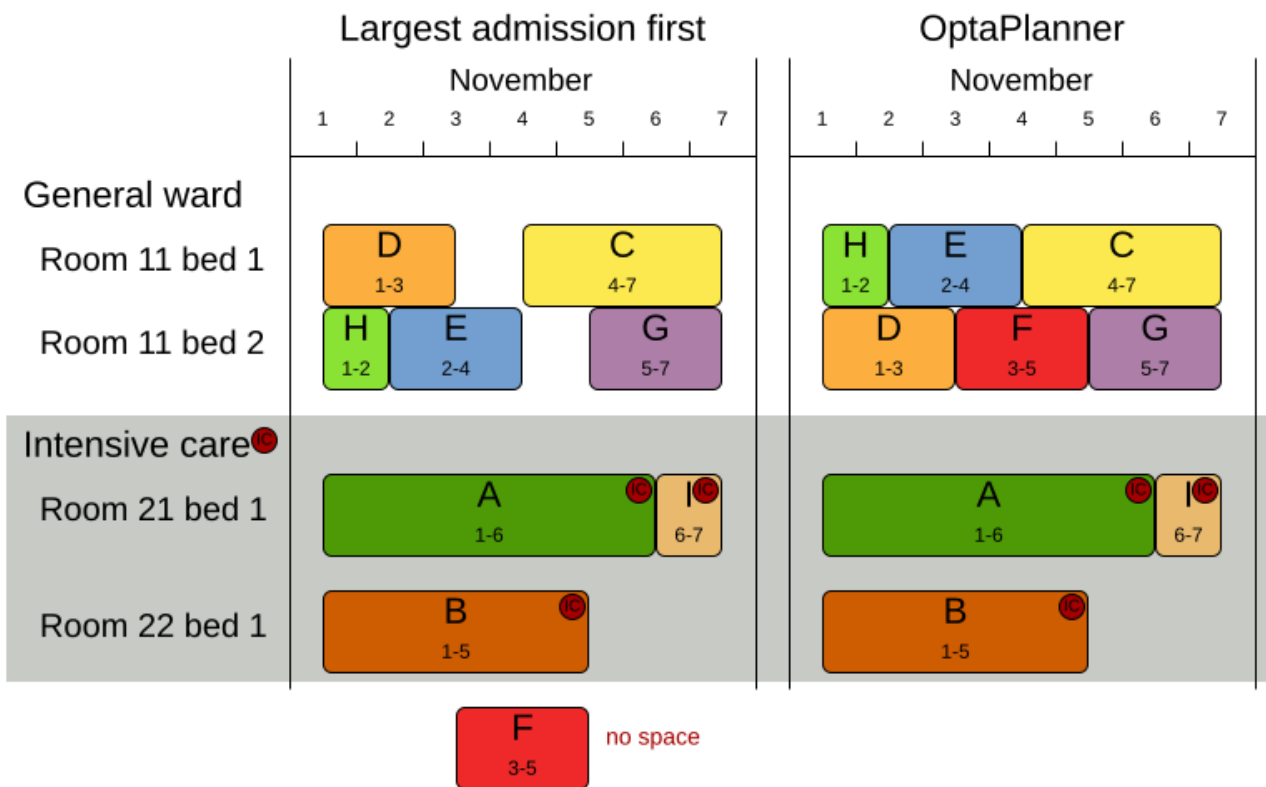 Largest admission first OptaPlanner
November November
1 2 3 4 5 6 7 1 2 3 4 5 6 7
General ward
Room 11 bed 1 D C H E C
1-3 4-7 1-2 2-4 4-7
Room 11 bed 2 H E G D F G
1-2 2-4 5-7 1-3 3-5 5-7
Intensive care IC
Room 21 bed 1 A IC I IC A IC I IC
1-6 6-7 1-6 6-7
Room 22 bed 1 B IC B IC
1-5 1-5
F no space
3-5